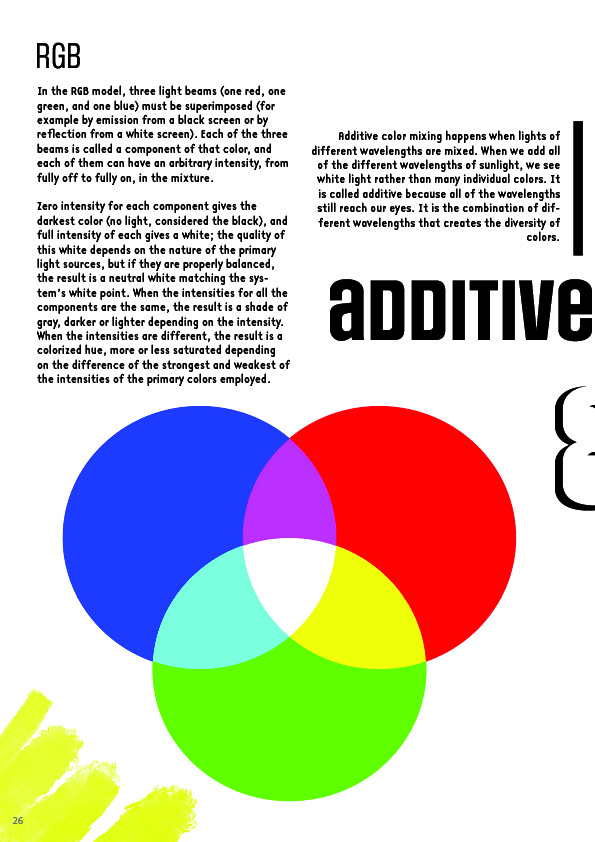 RGB
In the RGB model, three light beams (one red, one
green, and one blue) must be superimposed (for
example by emission from a black screen or by
reflection from a white screen). Each of the three
beams is called a component of that color, and
each of them can have an arbitrary intensity, from
fully off to fully on, in the mixture.
Zero intensity for each component gives the
darkest color (no light, considered the black), and
full intensity of each gives a white; the quality of
this white depends on the nature of the primary
light sources, but if they are properly balanced,
the result is a neutral white matching the sys-
tem's white point. When the intensities for all the
components are the same, the result is a shade of
gray, darker or lighter depending on the intensity.
When the intensities are different, the result is a
colorized hue, more or less saturated depending
on the difference of the strongest and weakest of
the intensities of the primary colors employed.
Additive color mixing happens when lights of
different wavelengths are mixed. When we add all
of the different wavelengths of sunlight, we see
white light rather than many individual colors. It
is called additive because all of the wavelengths
still reach our eyes. It is the combination of dif-
ferent wavelengths that creates the diversity of
colors.
aDDITIVe
26